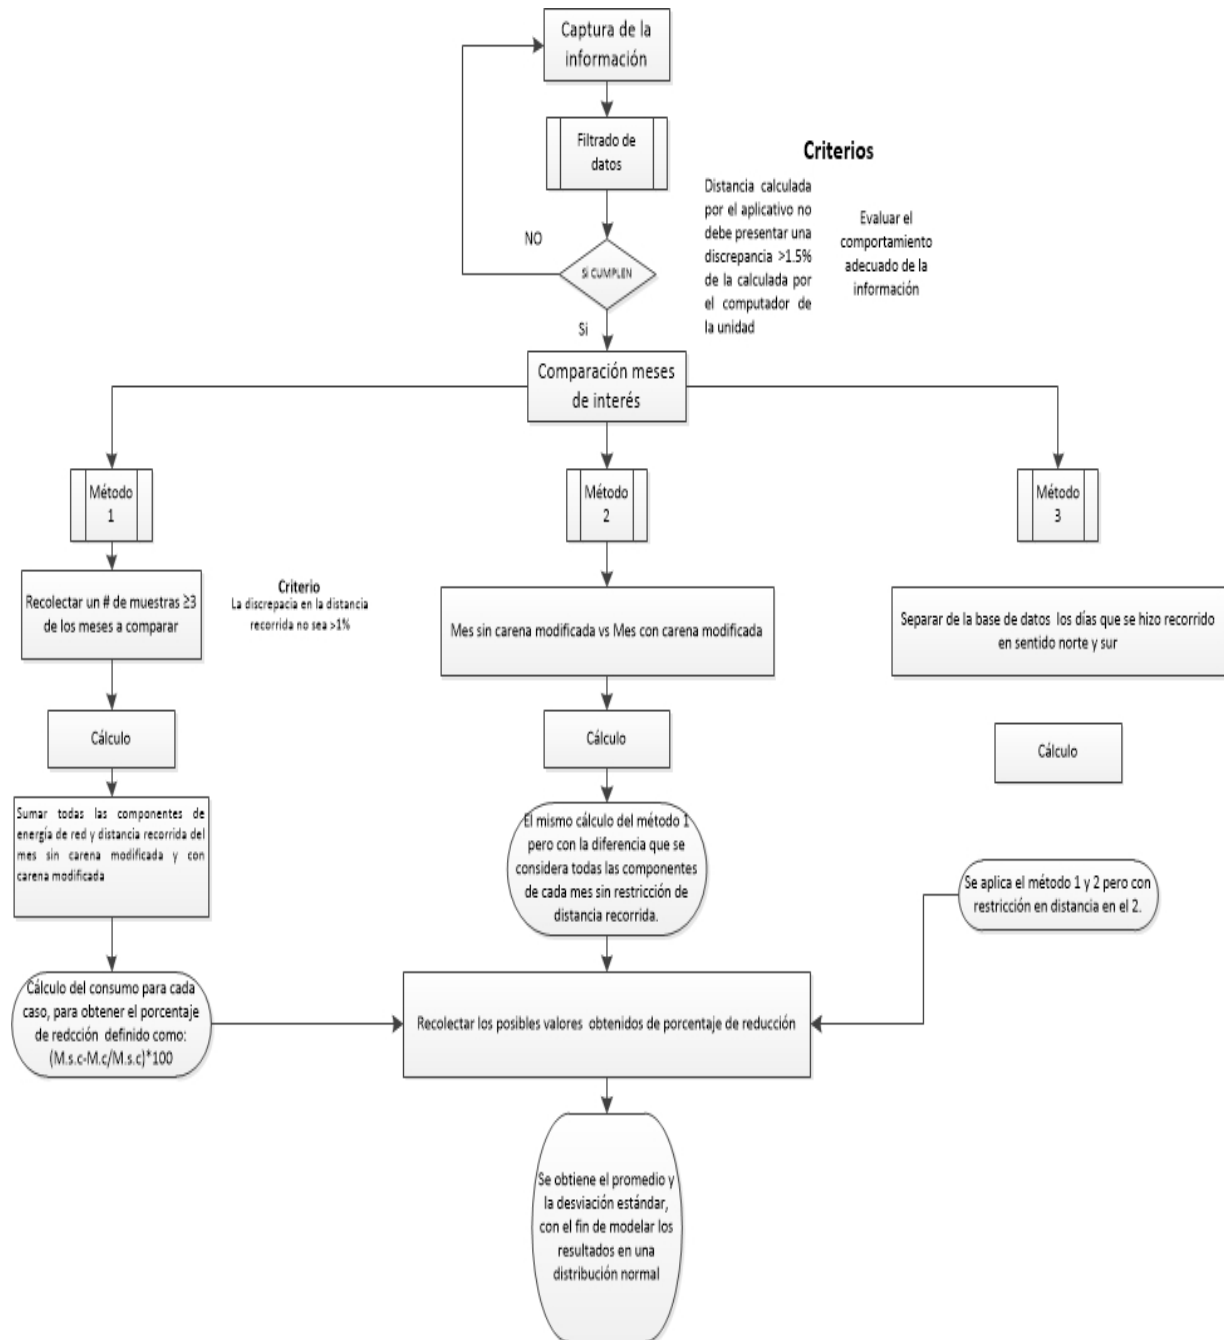 Captura de la
información
Filtrado de
datos
Criterios
Distancia calculada
por el aplicativo no
debe presentar una
discrepancia >1.5%
de la calculada por
el computador de
la unidad
Evaluar el
comportamiento
adecuado de la
información
NO
SI CUMPLEN
Si
Comparación meses
de interés
Método
1
Método
2
Método
3
Recolectar un # de muestras ≥3
de los meses a comparar
Criterio
La discrepacia en la distancia
recorrida no sea >1%
Mes sin carena modificada vs Mes con carena modificada
Separar de la base de datos los días que se hizo recorrido
en sentido norte y sur
Cálculo
Cálculo
Cálculo
Sumar todas las componentes de
energía de red y distancia recorrida del
mes sin carena modificada y con
carena modificada
El mismo cálculo del método 1
pero con la diferencia que se
considera todas las componentes
de cada mes sin restricción de
distancia recorrida.
Se aplica el método 1 y 2 pero con
restricción en distancia en el 2.
Cálculo del consumo para cada
caso, para obtener el porcentaje
de redcción definido como:
(M.s.c-M.c/M.s.c)*100
Recolectar los posibles valores obtenidos de porcentaje de reducción
Se obtiene el promedio y
la desviación estándar,
con el fin de modelar los
resultados en una
distribución normal